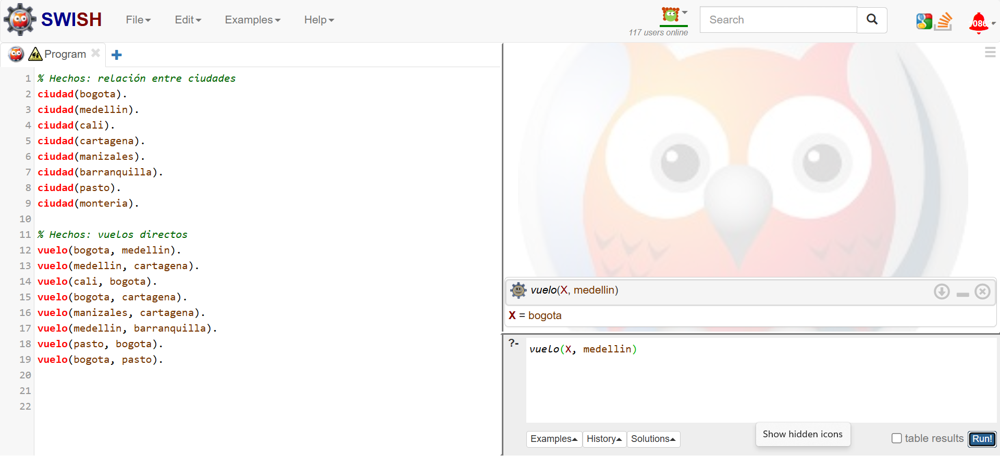 SWISH File Edit Examples Help 117 users online Search
Program
1 % Hechos: relación entre ciudades
2 ciudad(bogota).
3 ciudad(medellin).
4 ciudad(cali).
5 ciudad(cartagena).
6 ciudad(manizales).
7 ciudad(barranquilla).
8 ciudad(pasto).
9 ciudad(monteria).
10
11 % Hechos: vuelos directos
12 vuelo(bogota, medellin).
13 vuelo(medellin, cartagena).
14 vuelo(cali, bogota).
15 vuelo(bogota, cartagena).
16 vuelo(manizales, cartagena).
17 vuelo(medellin, barranquilla).
18 vuelo(pasto, bogota).
19 vuelo(bogota, pasto).
20
21
22
vuelo(X, medellin)
X = bogota
?- vuelo(X, medellin)
Show hidden icons
Examples History Solutions table results Run!